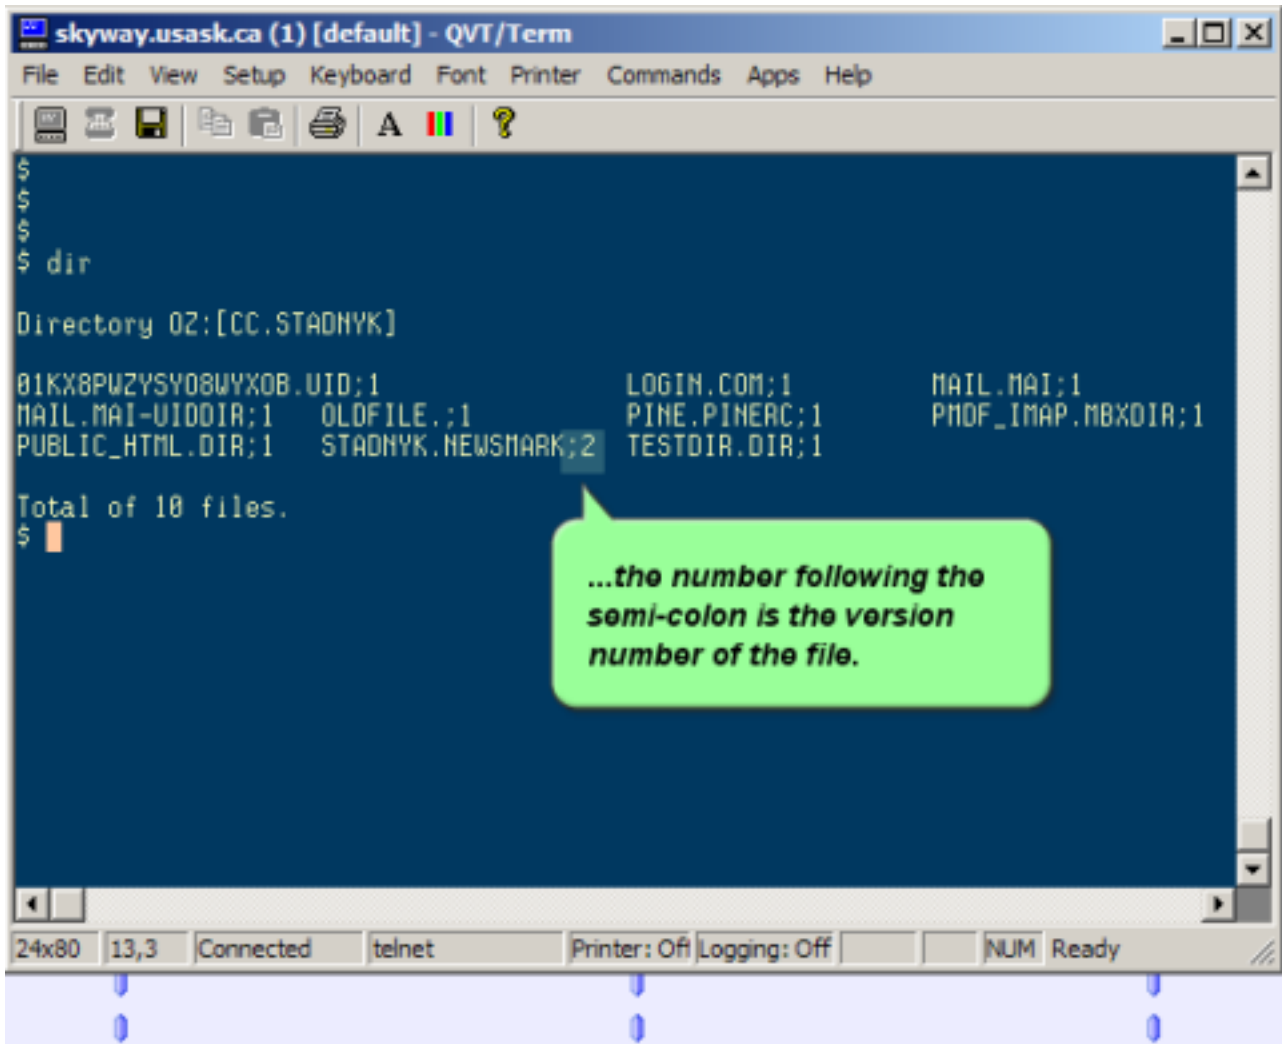 skyway.usask.ca (1) [default] - QVT/Term
File Edit View Setup Keyboard Font Printer Commands Apps Help
$
$
$
$ dir
Directory OZ:[CC.STADNYK]
01KX8PWZYSYO8WYXOB.UID;1 LOGIN.COM;1 MAIL.MAI;1
MAIL.MAI-UIDDIR;1 OLDFILE.;1 PINE.PINERC;1 PMDF_IMAP.MBXDIR;1
PUBLIC_HTML.DIR;1 STADNYK.NEWSMARK;2 TESTDIR.DIR;1
Total of 10 files.
$
...the number following the
semi-colon is the version
number of the file.
24x80 13,3 Connected telnet Printer: Off Logging: Off NUM Ready